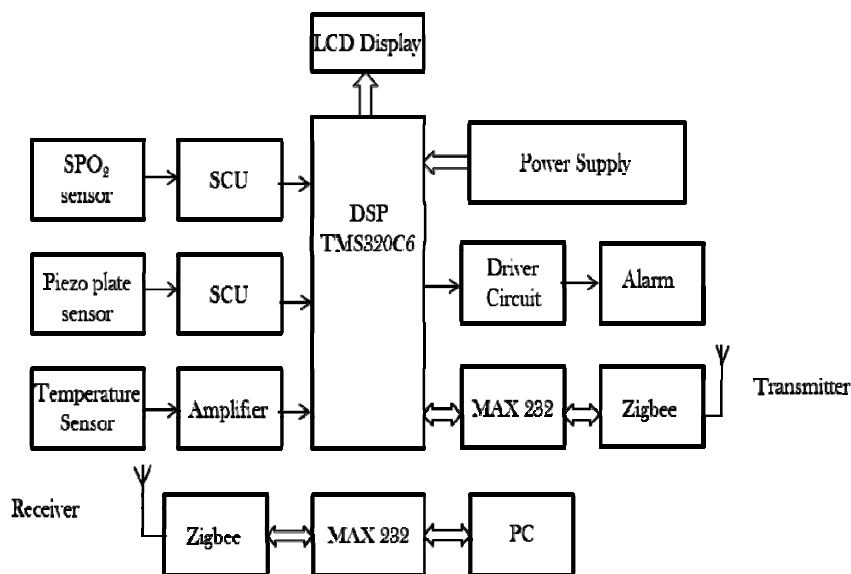 LCD Display
SPO₂
sensor
SCU
DSP
TMS320C6
Power Supply
Piezo plate
sensor
SCU
Driver
Circuit
Alarm
Temperature
Sensor
Amplifier
MAX 232
Zigbee
Transmitter
Receiver
Zigbee
MAX 232
PC